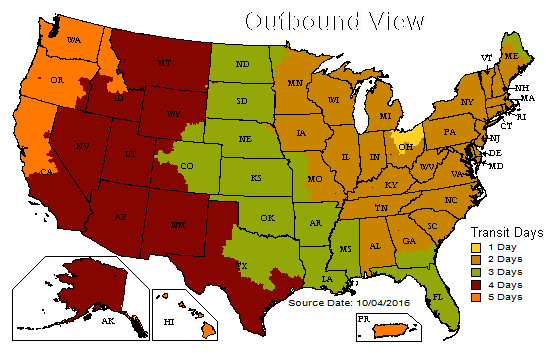 Outbound View
WA
MT
ND
MN
ME
VT
OR
ID
SD
WI
MI
NY
NH
MA
RI
CT
WY
IA
PA
NJ
NE
OH
DE
MD
NV
UT
CO
IL
IN
WV
VA
CA
KS
MO
KY
NC
TN
AZ
NM
OK
AR
SC
MS
AL
GA
TX
LA
FL
AK
HI
PR
Transit Days
1 Day
2 Days
3 Days
4 Days
5 Days
Source Date: 10/04/2016